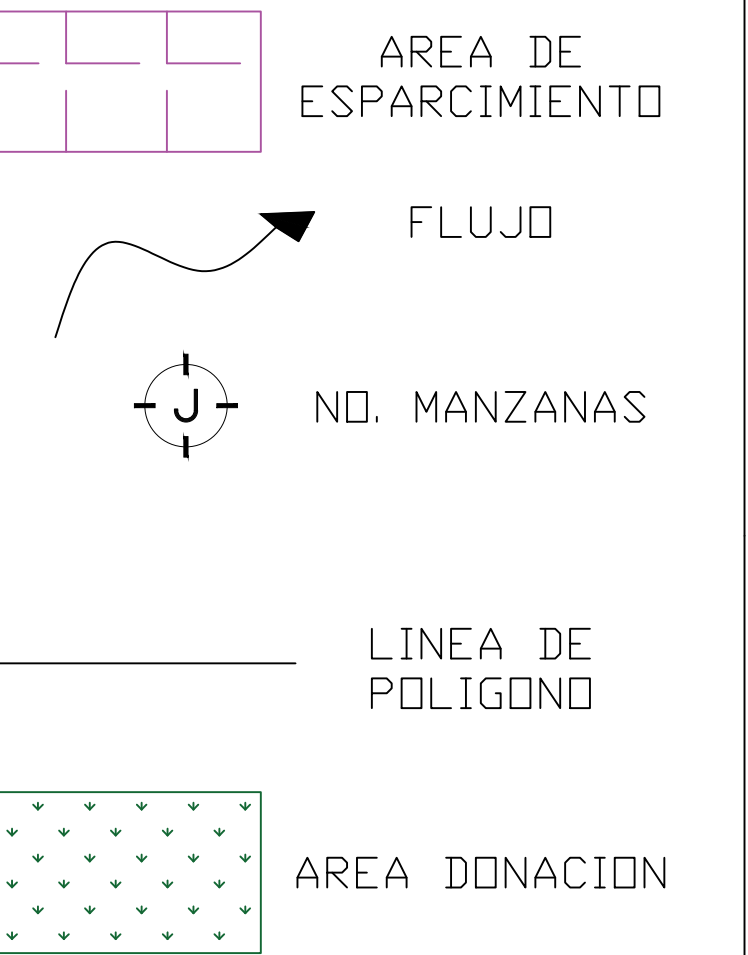 AREA DE
ESPARCIMIENTO
FLUJO
J
NO. MANZANAS
LINEA DE
POLIGONO
AREA DONACION